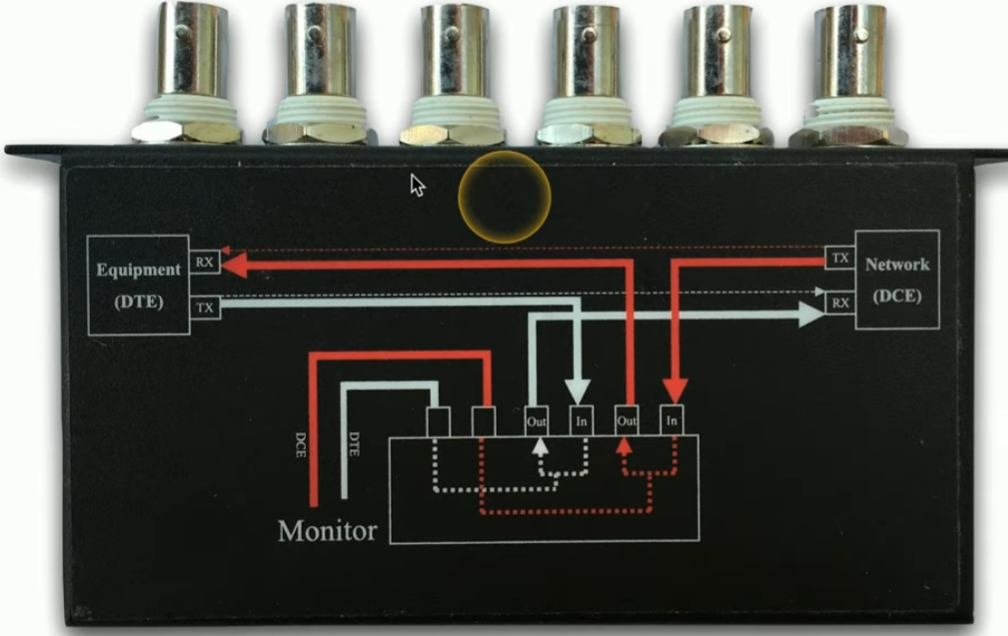 Equipment
(DTE)
RX
TX
TX
RX
Network
(DCE)
DCE
DTE
Out
In
Out
In
Monitor